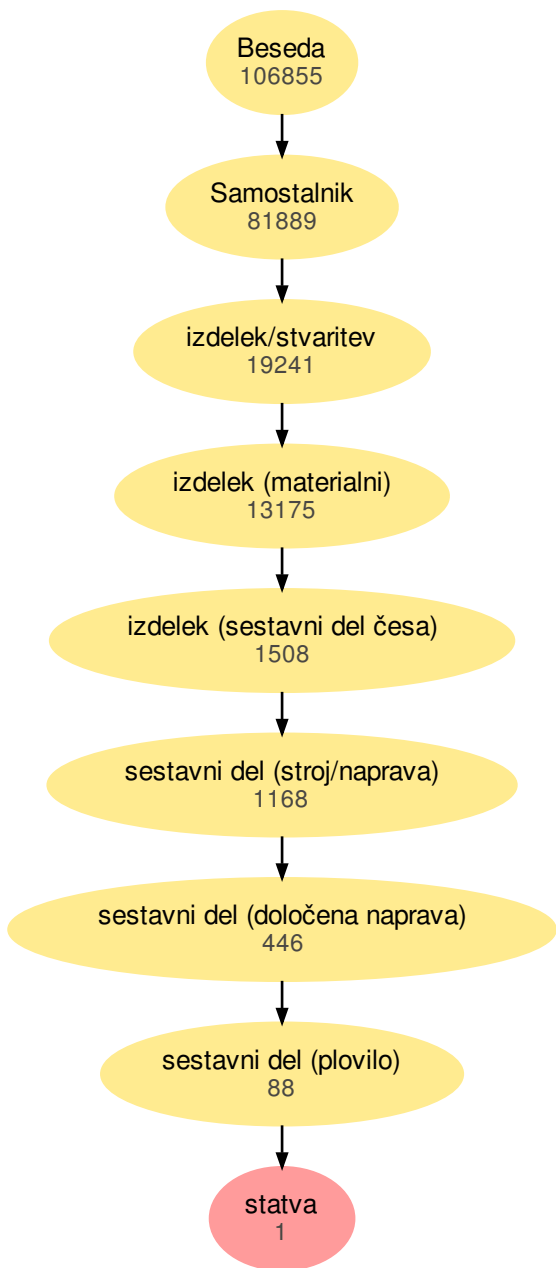 Beseda
106855
Samostalnik
81889
izdelek/stvaritev
19241
izdelek (materialni)
13175
izdelek (sestavni del česa)
1508
sestavni del (stroj/naprava)
1168
sestavni del (določena naprava)
446
sestavni del (plovilo)
88
statva
1